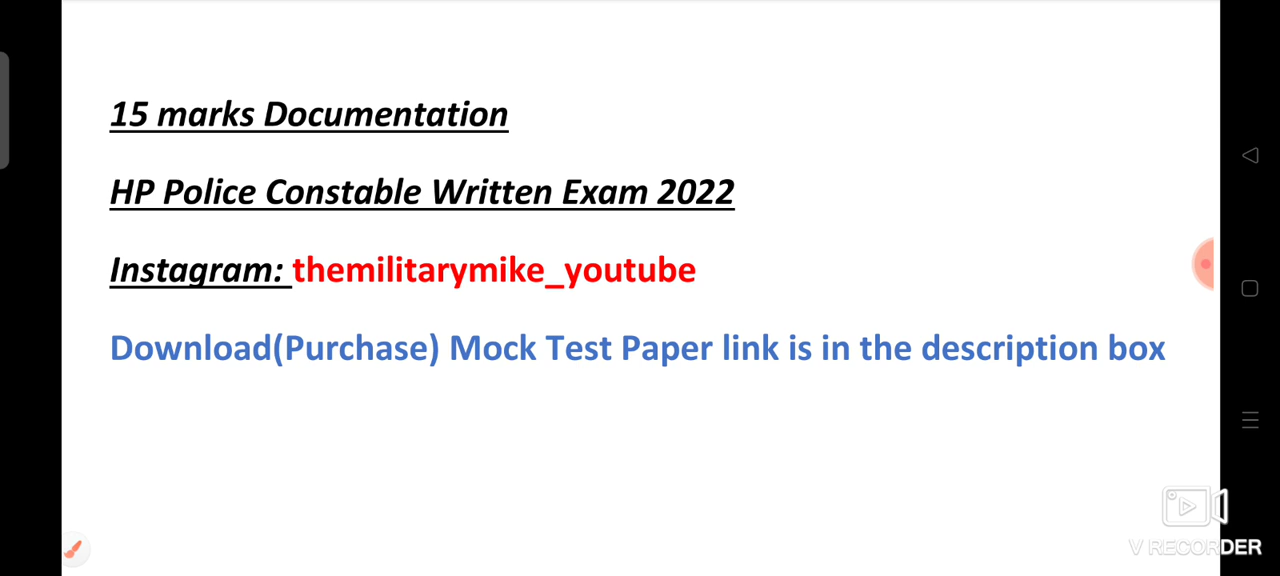 15 marks Documentation
HP Police Constable Written Exam 2022
Instagram: themilitarymike_youtube
Download(Purchase) Mock Test Paper link is in the description box
V RECORDER